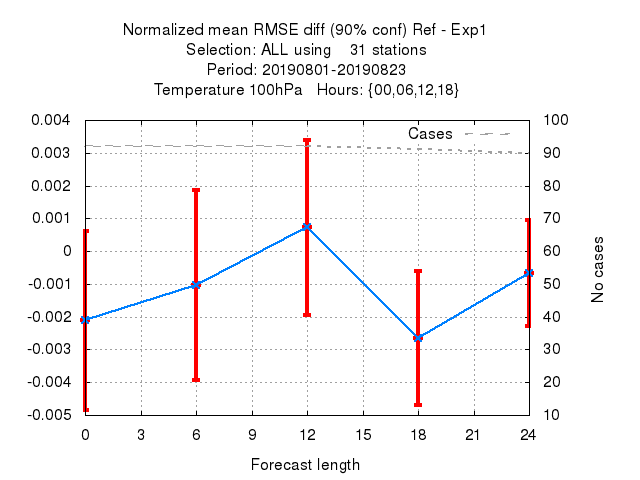 Normalized mean RMSE diff (90% conf) Ref - Exp1
Selection: ALL using    31 stations
Period: 20190801-20190823
Temperature 100hPa   Hours: {00,06,12,18}
0.004
0.003
0.002
0.001
0
-0.001
-0.002
-0.003
-0.004
-0.005
Cases
100
90
80
70
60
50
40
30
20
10
No cases
0 3 6 9 12 15 18 21 24
Forecast length